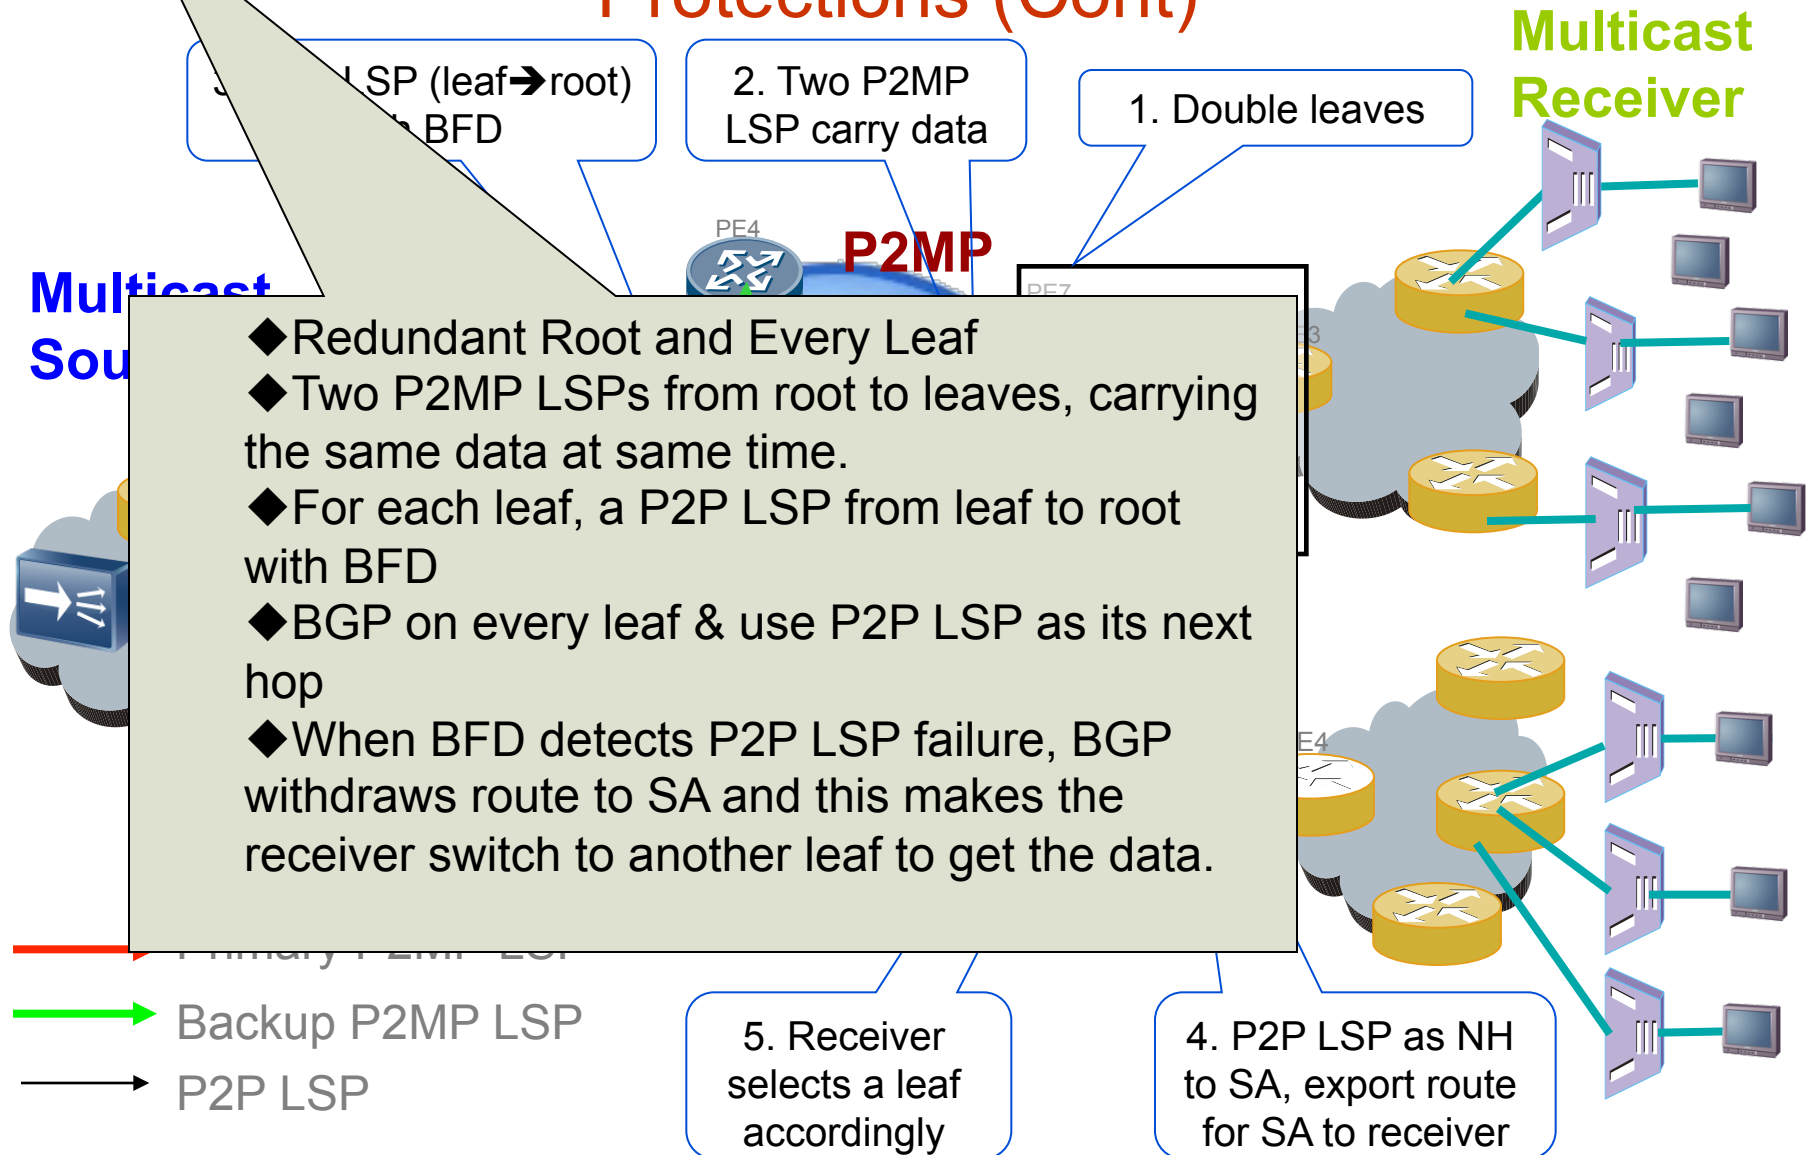 Protections (Cont)
Multicast
Receiver
SP (leaf➔root)
BFD
2. Two P2MP
LSP carry data
1. Double leaves
PE4
P2MP
PE7
Multicast
◆Redundant Root and Every Leaf
◆Two P2MP LSPs from root to leaves, carrying
the same data at same time.
◆For each leaf, a P2P LSP from leaf to root
with BFD
◆BGP on every leaf & use P2P LSP as its next
hop
◆When BFD detects P2P LSP failure, BGP
withdraws route to SA and this makes the
receiver switch to another leaf to get the data.
Primary P2MP LSP
Backup P2MP LSP
P2P LSP
5. Receiver
selects a leaf
accordingly
4. P2P LSP as NH
to SA, export route
for SA to receiver